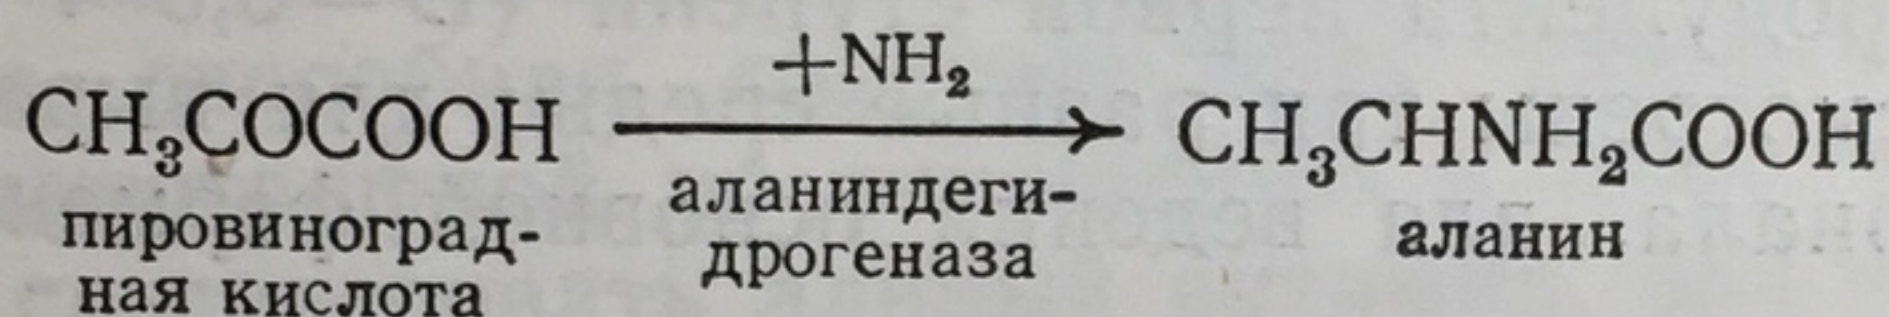 +NH₂
CH₃COCOOH → CH₃CHNH₂COOH
пировиноград-
ная кислота
аланиндеги-
дрогеназа
аланин